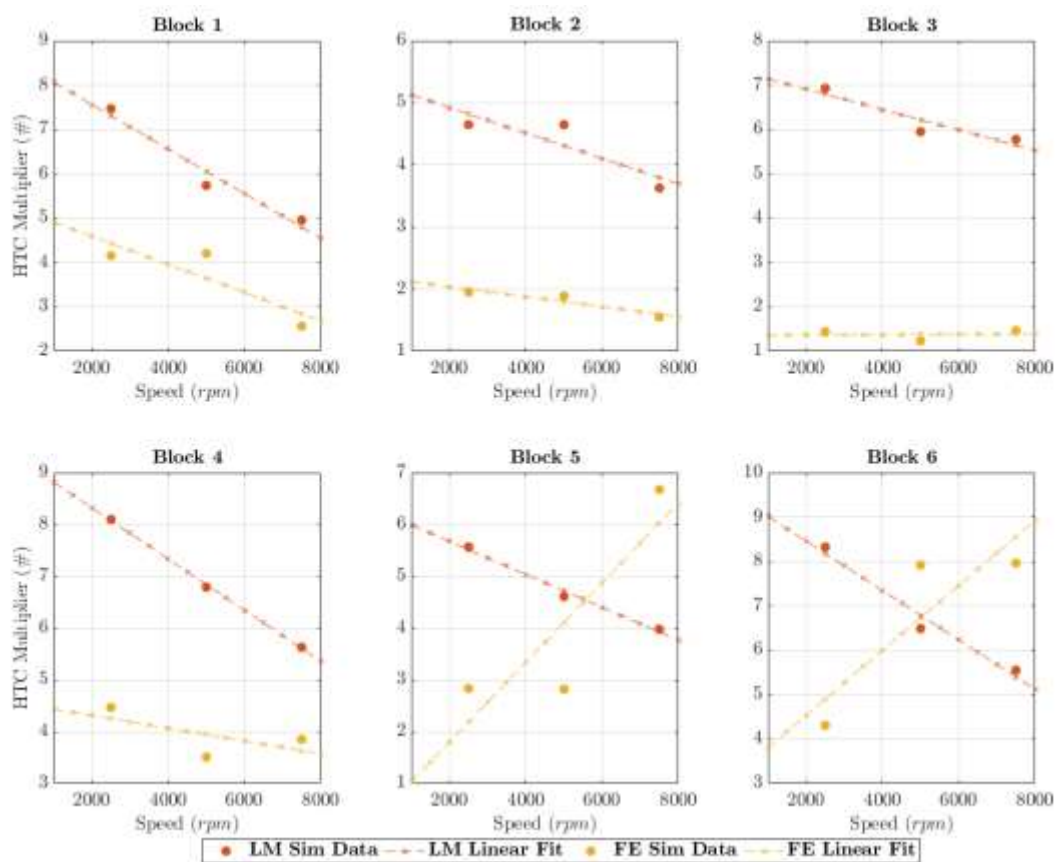 Block 1
Block 2
Block 3
9
8
7
6
5
4
3
2
HTC Multiplier (#)
2000 4000 6000 8000
Speed (rpm)
6
5
4
3
2
1
2000 4000 6000 8000
Speed (rpm)
8
7
6
5
4
3
2
1
2000 4000 6000 8000
Speed (rpm)
Block 4
Block 5
Block 6
9
8
7
6
5
4
3
HTC Multiplier (#)
2000 4000 6000 8000
Speed (rpm)
7
6
5
4
3
2
1
2000 4000 6000 8000
Speed (rpm)
10
9
8
7
6
5
4
3
2000 4000 6000 8000
Speed (rpm)
LM Sim Data LM Linear Fit FE Sim Data FE Linear Fit